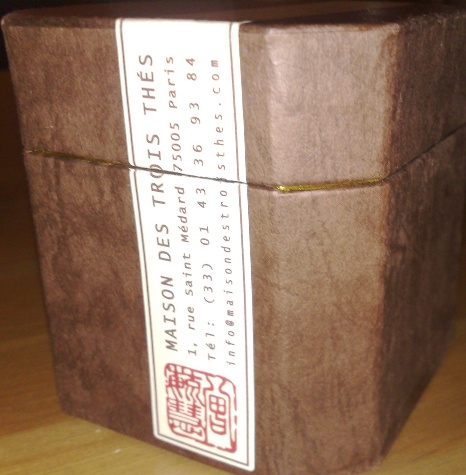 MAISON DES TROIS THÉS
1, rue Saint Médard 75005 Paris
Tél: (33) 01 43 36 93 84
info@maisondestroisthes.com